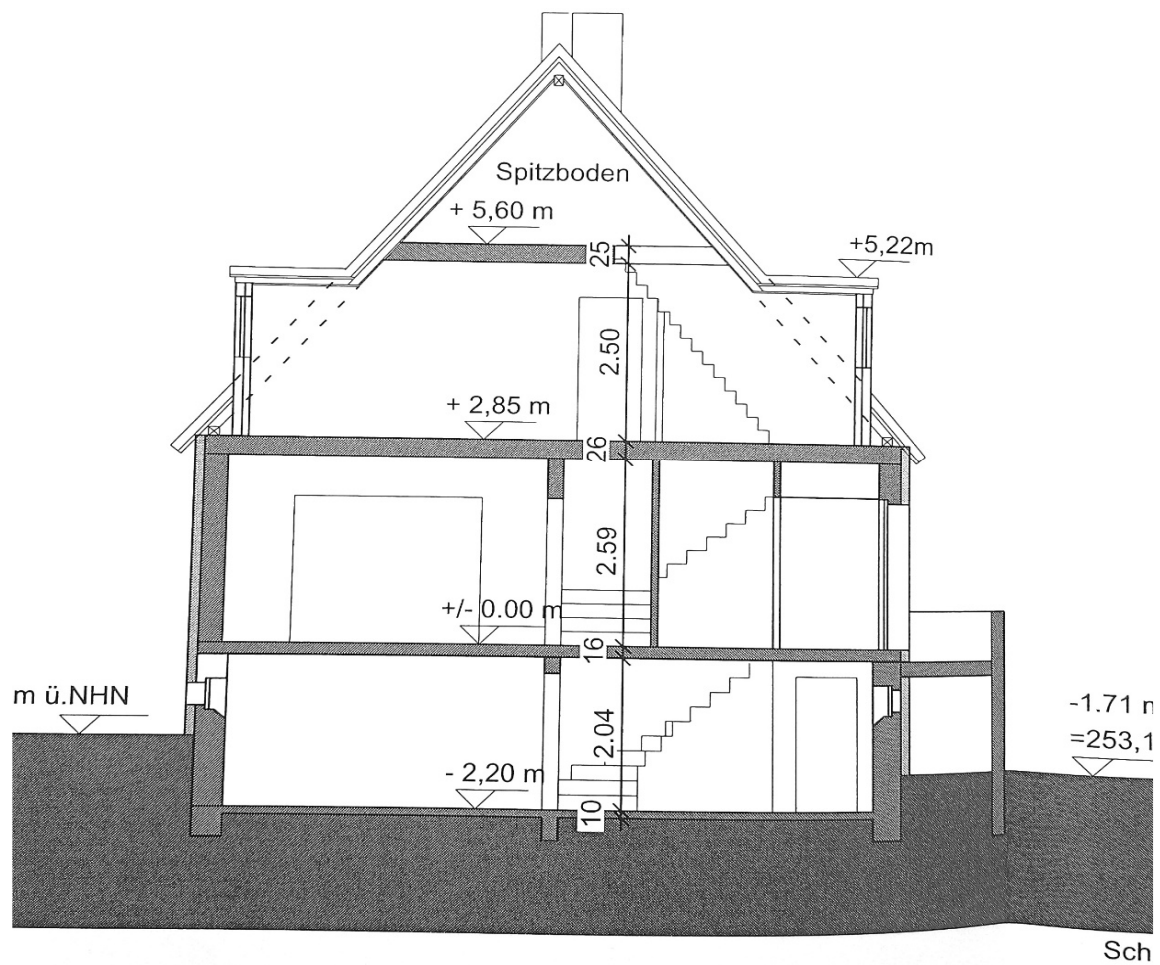 Spitzboden
+ 5,60 m
25
+5,22m
2.50
+ 2,85 m
26
2.59
+/- 0.00 m
16
m ü.NHN
-1.71
2.04
=253,1
- 2,20 m
10
Sch